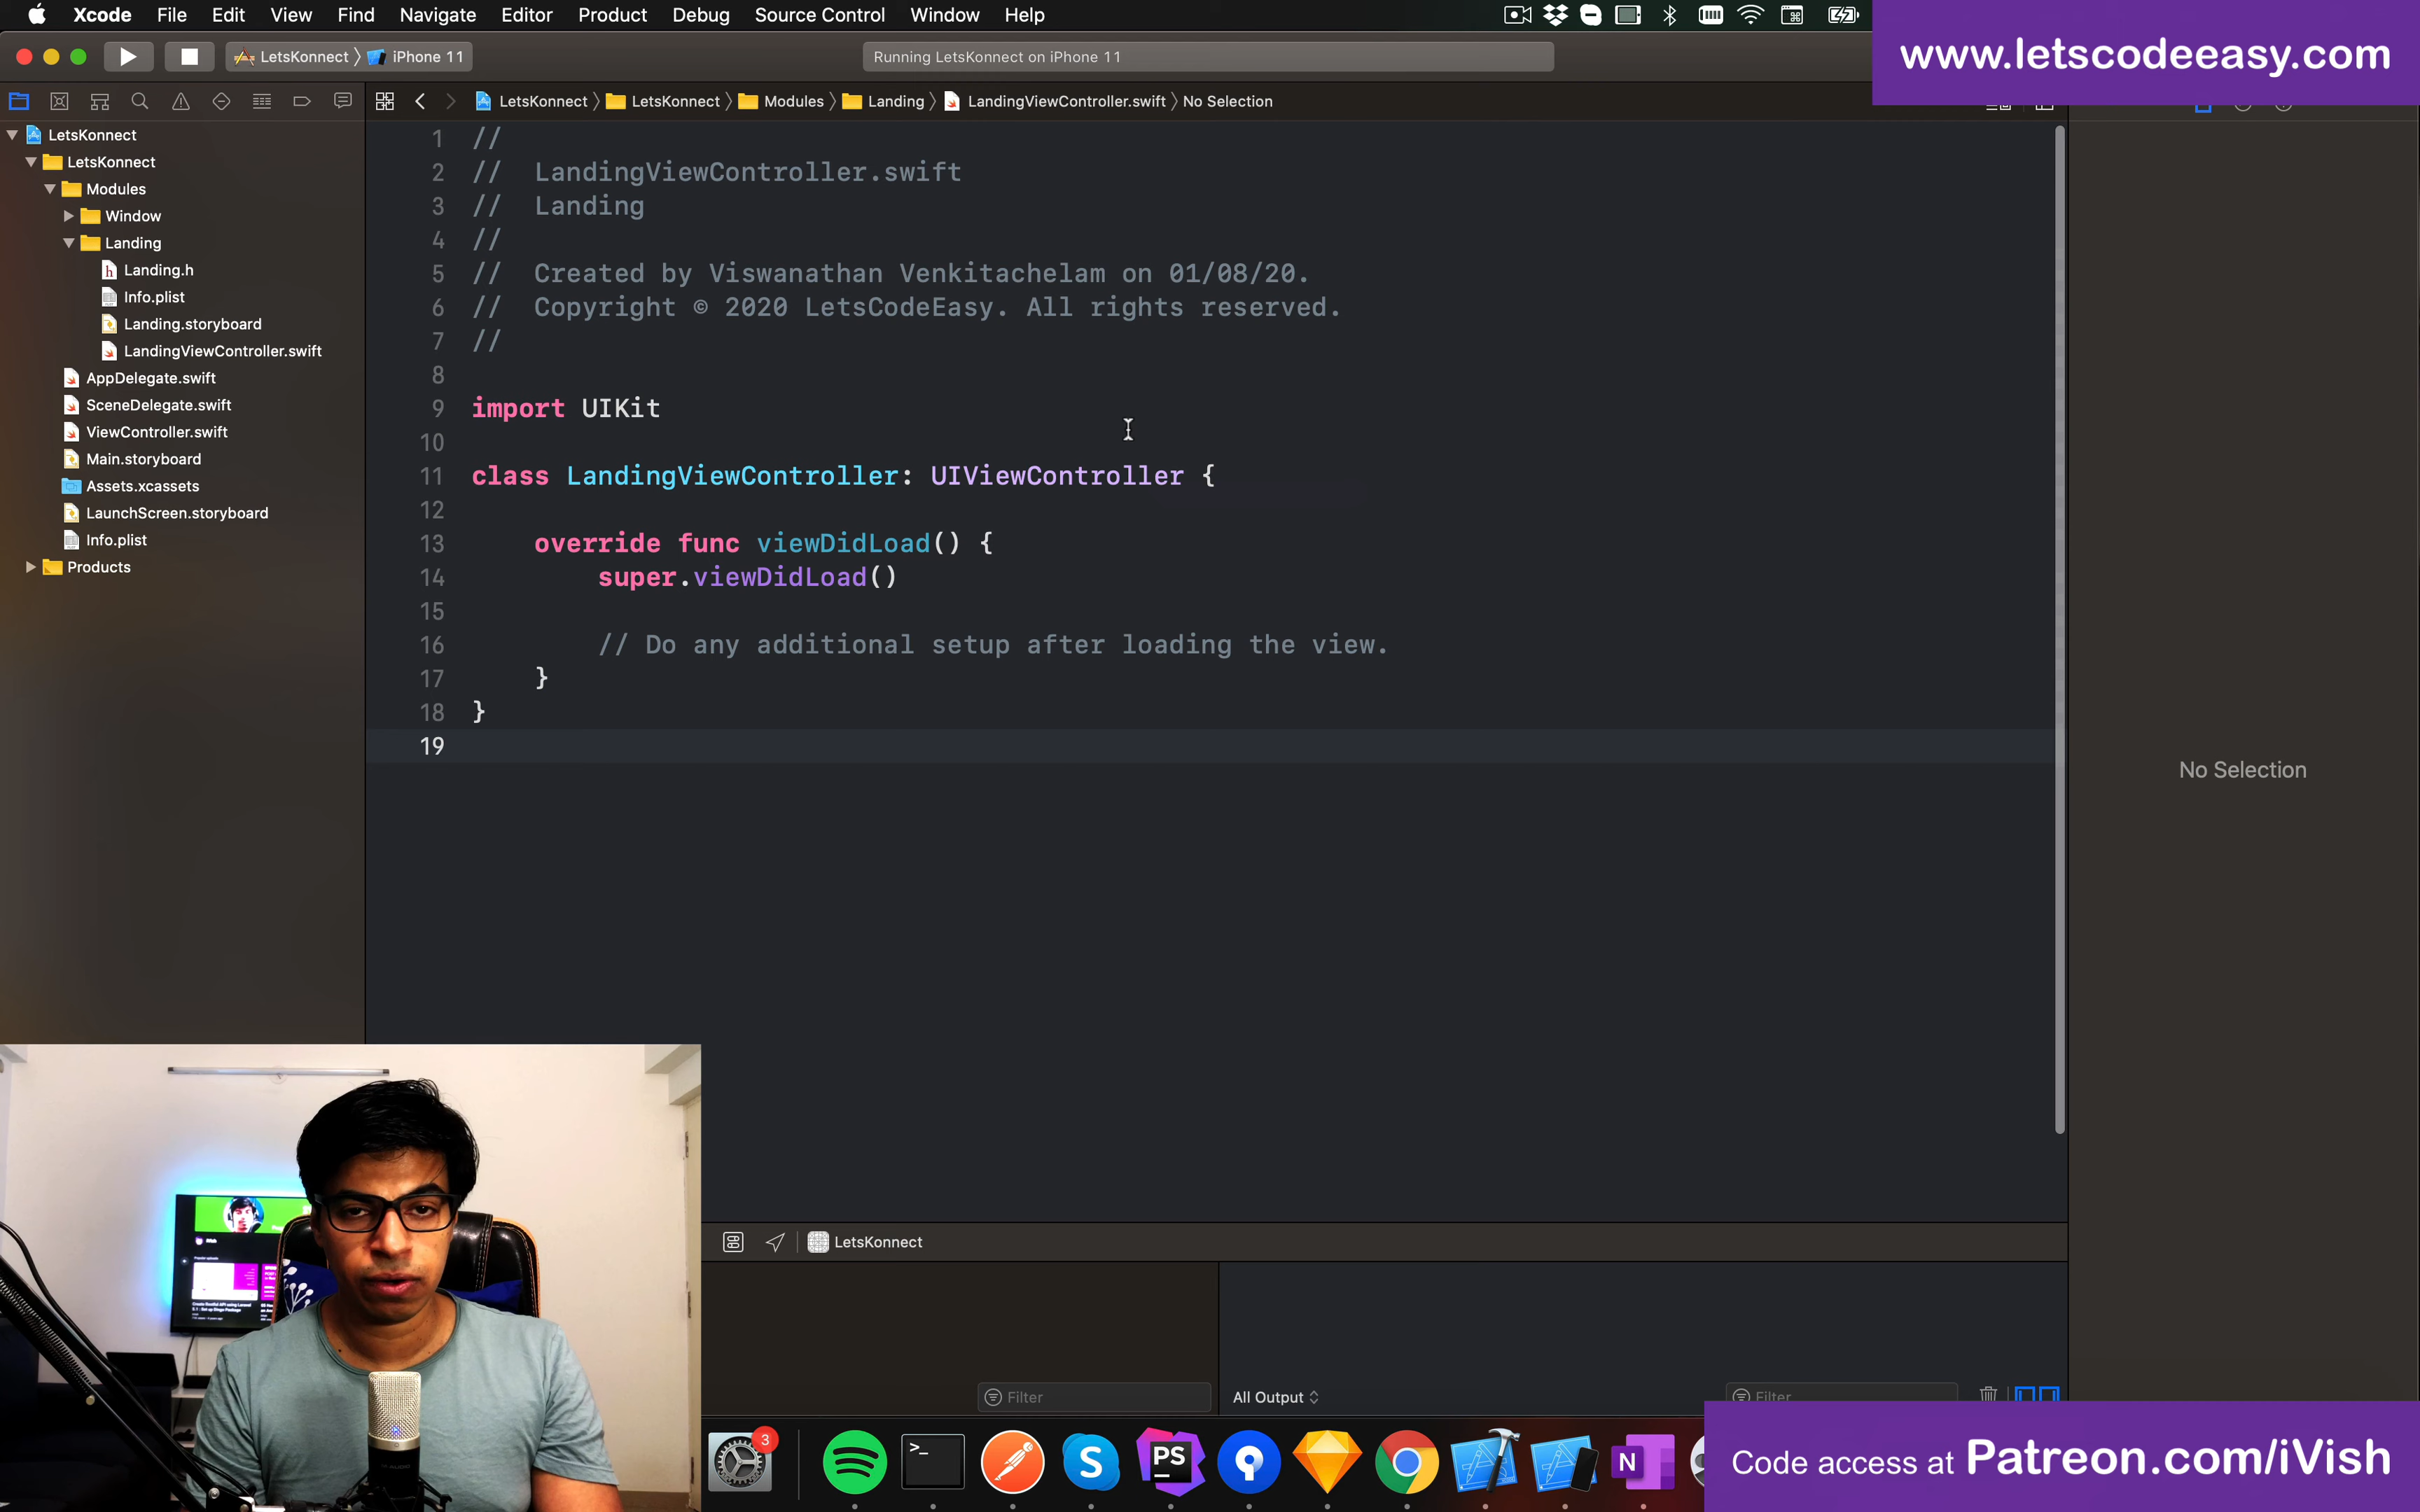 Xcode File Edit View Find Navigate Editor Product Debug Source Control Window Help
www.letscodeeasy.com
LetsKonnect iPhone 11
Running LetsKonnect on iPhone 11
LetsKonnect LetsKonnect Modules Landing LandingViewController.swift No Selection
LetsKonnect
LetsKonnect
Modules
Window
Landing
Landing.h
Info.plist
Landing.storyboard
LandingViewController.swift
AppDelegate.swift
SceneDelegate.swift
ViewController.swift
Main.storyboard
Assets.xcassets
LaunchScreen.storyboard
Info.plist
Products
1 //
2 // LandingViewController.swift
3 // Landing
4 //
5 // Created by Viswanathan Venkitachelam on 01/08/20.
6 // Copyright © 2020 LetsCodeEasy. All rights reserved.
7 //
8
9 import UIKit
10
11 class LandingViewController: UIViewController {
12
13 override func viewDidLoad() {
14 super.viewDidLoad()
15
16 // Do any additional setup after loading the view.
17 }
18 }
19
No Selection
LetsKonnect
Filter
All Output
Filter
3
>_
S
PS
N
Code access at Patreon.com/iVish